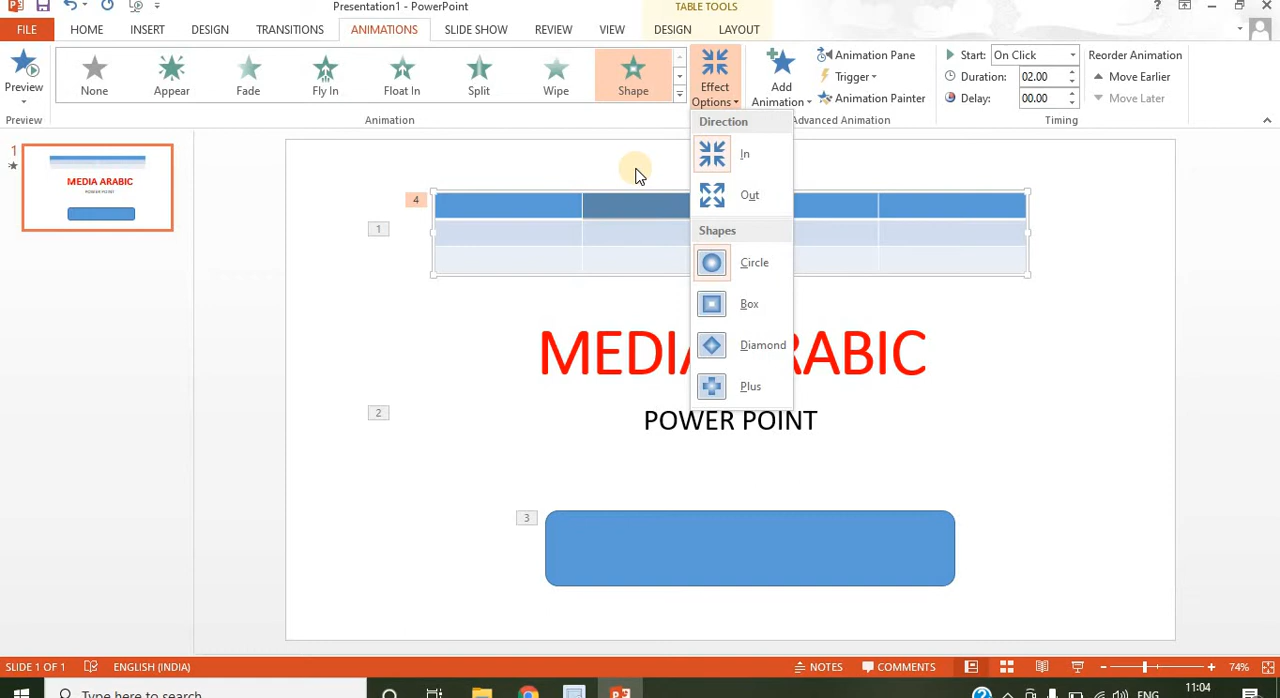 Presentation1 - PowerPoint
TABLE TOOLS
?
FILE
HOME
INSERT
DESIGN
TRANSITIONS
ANIMATIONS
SLIDE SHOW
REVIEW
VIEW
DESIGN
LAYOUT
Preview
None
Appear
Fade
Fly In
Float In
Split
Wipe
Shape
Effect
Options
Add
Animation
Animation Pane
Trigger
Animation Painter
Start: On Click
Duration: 02.00
Delay: 00.00
Reorder Animation
Move Earlier
Move Later
Preview
Animation
Advanced Animation
Timing
Direction
In
Out
Shapes
Circle
Box
Diamond
Plus
1
MEDIA ARABIC
POWER POINT
4
1
MEDIA ARABIC
2
POWER POINT
3
SLIDE 1 OF 1
ENGLISH (INDIA)
NOTES
COMMENTS
74%
Type here to search
ENG
11:04